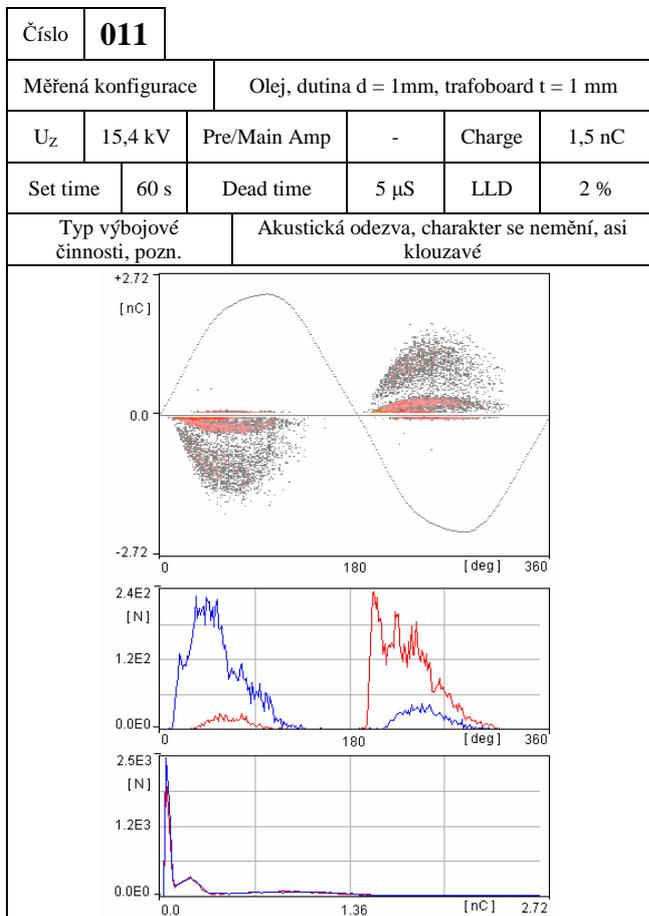 Číslo 011
Měřená konfigurace Olej, dutina d = 1mm, trafoboard t = 1 mm
UZ 15,4 kV Pre/Main Amp - Charge 1,5 nC
Set time 60 s Dead time 5 µS LLD 2 %
Typ výbojové
činnosti, pozn.
Akustická odezva, charakter se nemění, asi
klouzavé
+2.72
[nC]
0.0
-2.72
0 180 [deg] 360
2.4E2
[N]
1.2E2
0.0E0
0 180 [deg] 360
2.5E3
[N]
1.2E3
0.0E0
0.0 1.36 [nC] 2.72